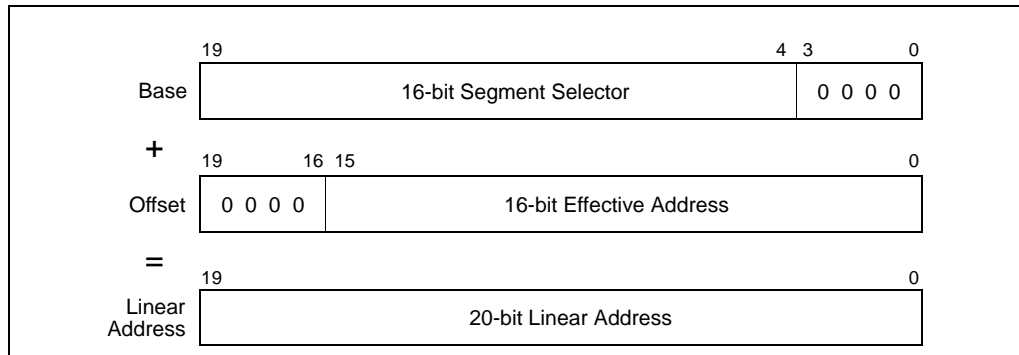 19 4 3 0
Base 16-bit Segment Selector 0 0 0 0
+
19 16 15 0
Offset 0 0 0 0 16-bit Effective Address
=
19 0
Linear
Address 20-bit Linear Address